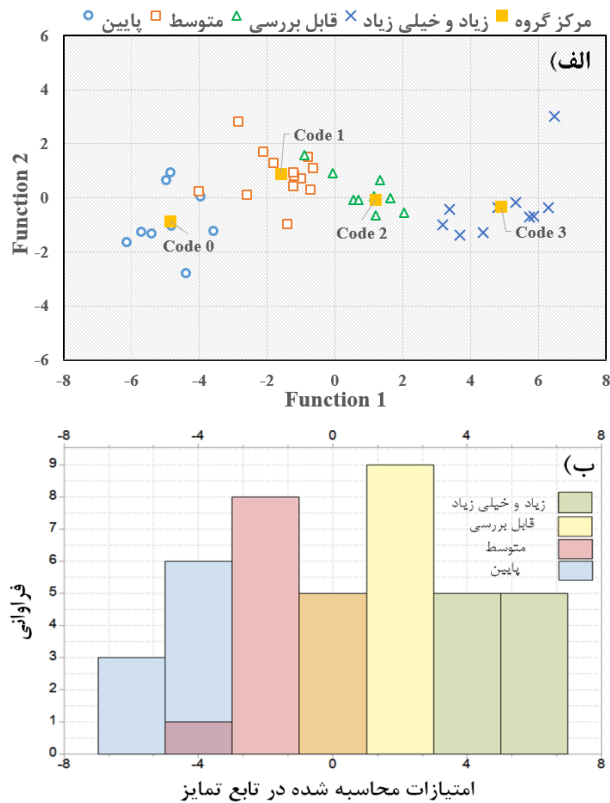 پایین متوسط قابل بررسی زیاد و خیلی زیاد مرکز گروه
الف)
6
4
2
0
-2
-4
-6
Function 2
Code 1
Code 0
Code 2
Code 3
-8 -6 -4 -2 0 2 4 6 8
Function 1
-8 -4 0 4 8
ب)
9
8
7
6
5
4
3
2
1
0
فراوانی
زیاد و خیلی زیاد
قابل بررسی
متوسط
پایین
-8 -4 0 4 8
امتیازات محاسبه شده در تابع تمایز